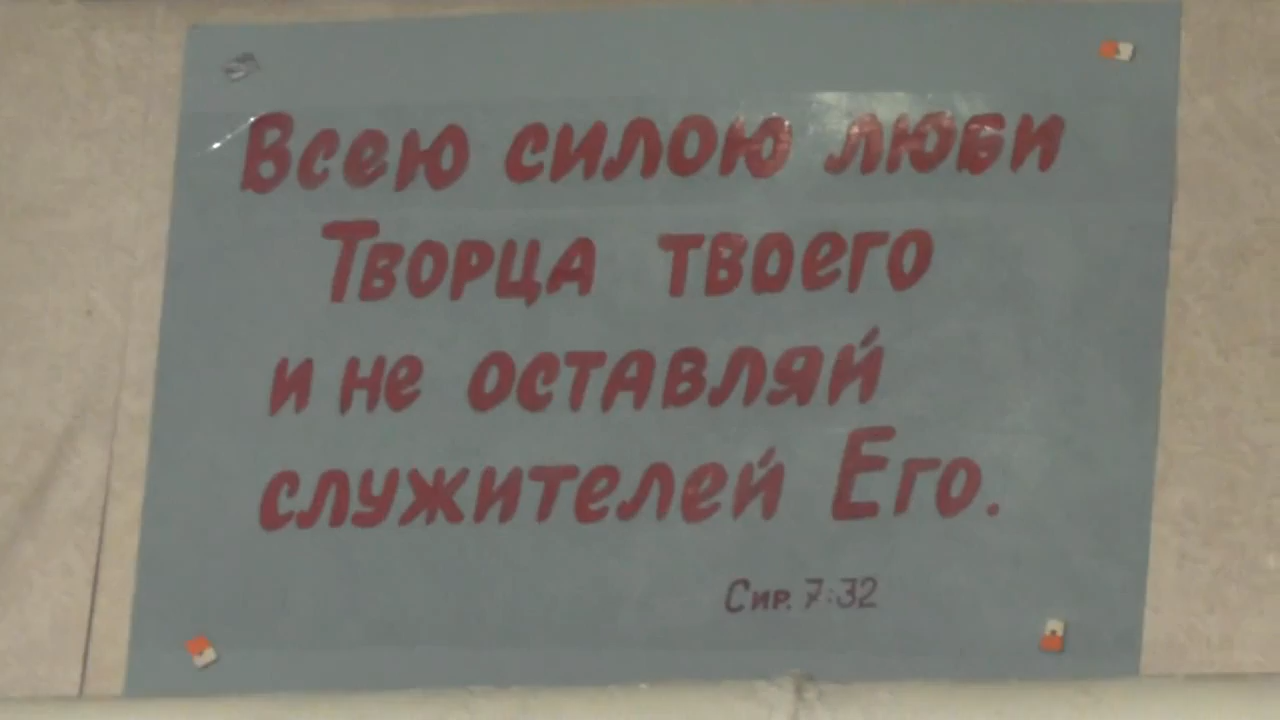 Всею силою люби
Творца твоего
и не оставляй
служителей Его.
Сир. 7:32